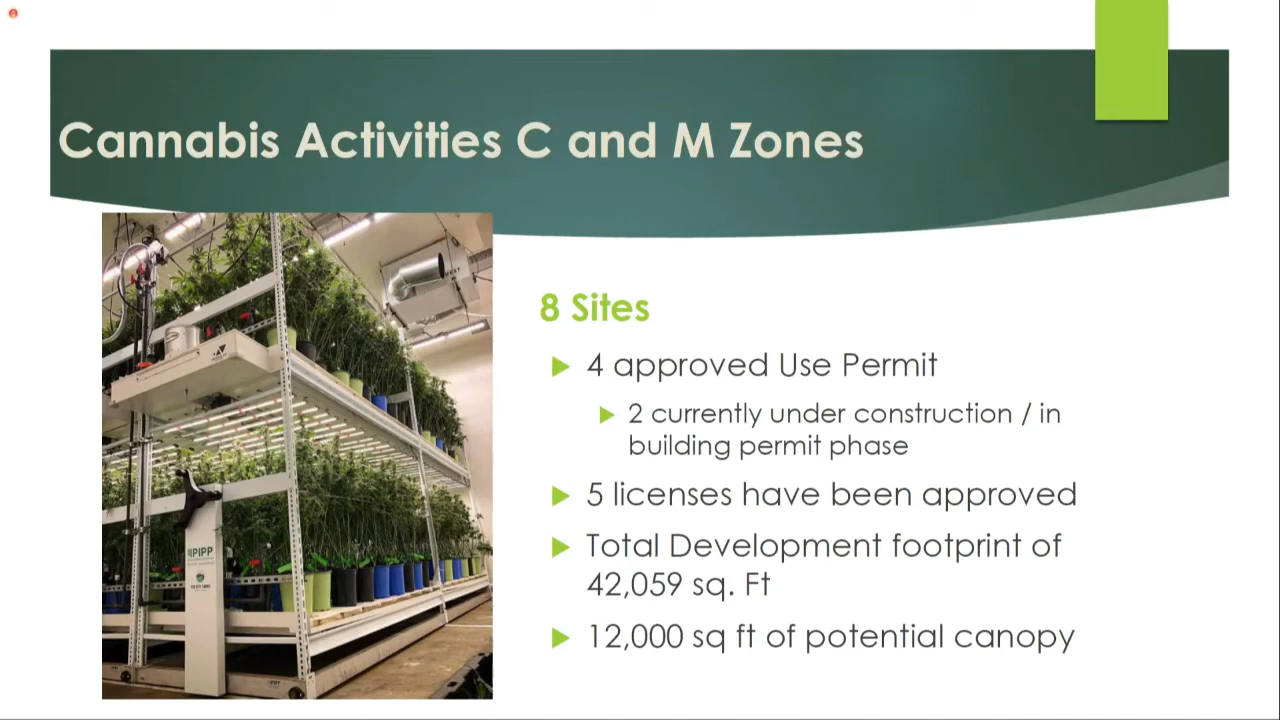 Cannabis Activities C and M Zones
8 Sites
4 approved Use Permit
2 currently under construction / in
building permit phase
5 licenses have been approved
Total Development footprint of
42,059 sq. Ft
12,000 sq ft of potential canopy
PIPP